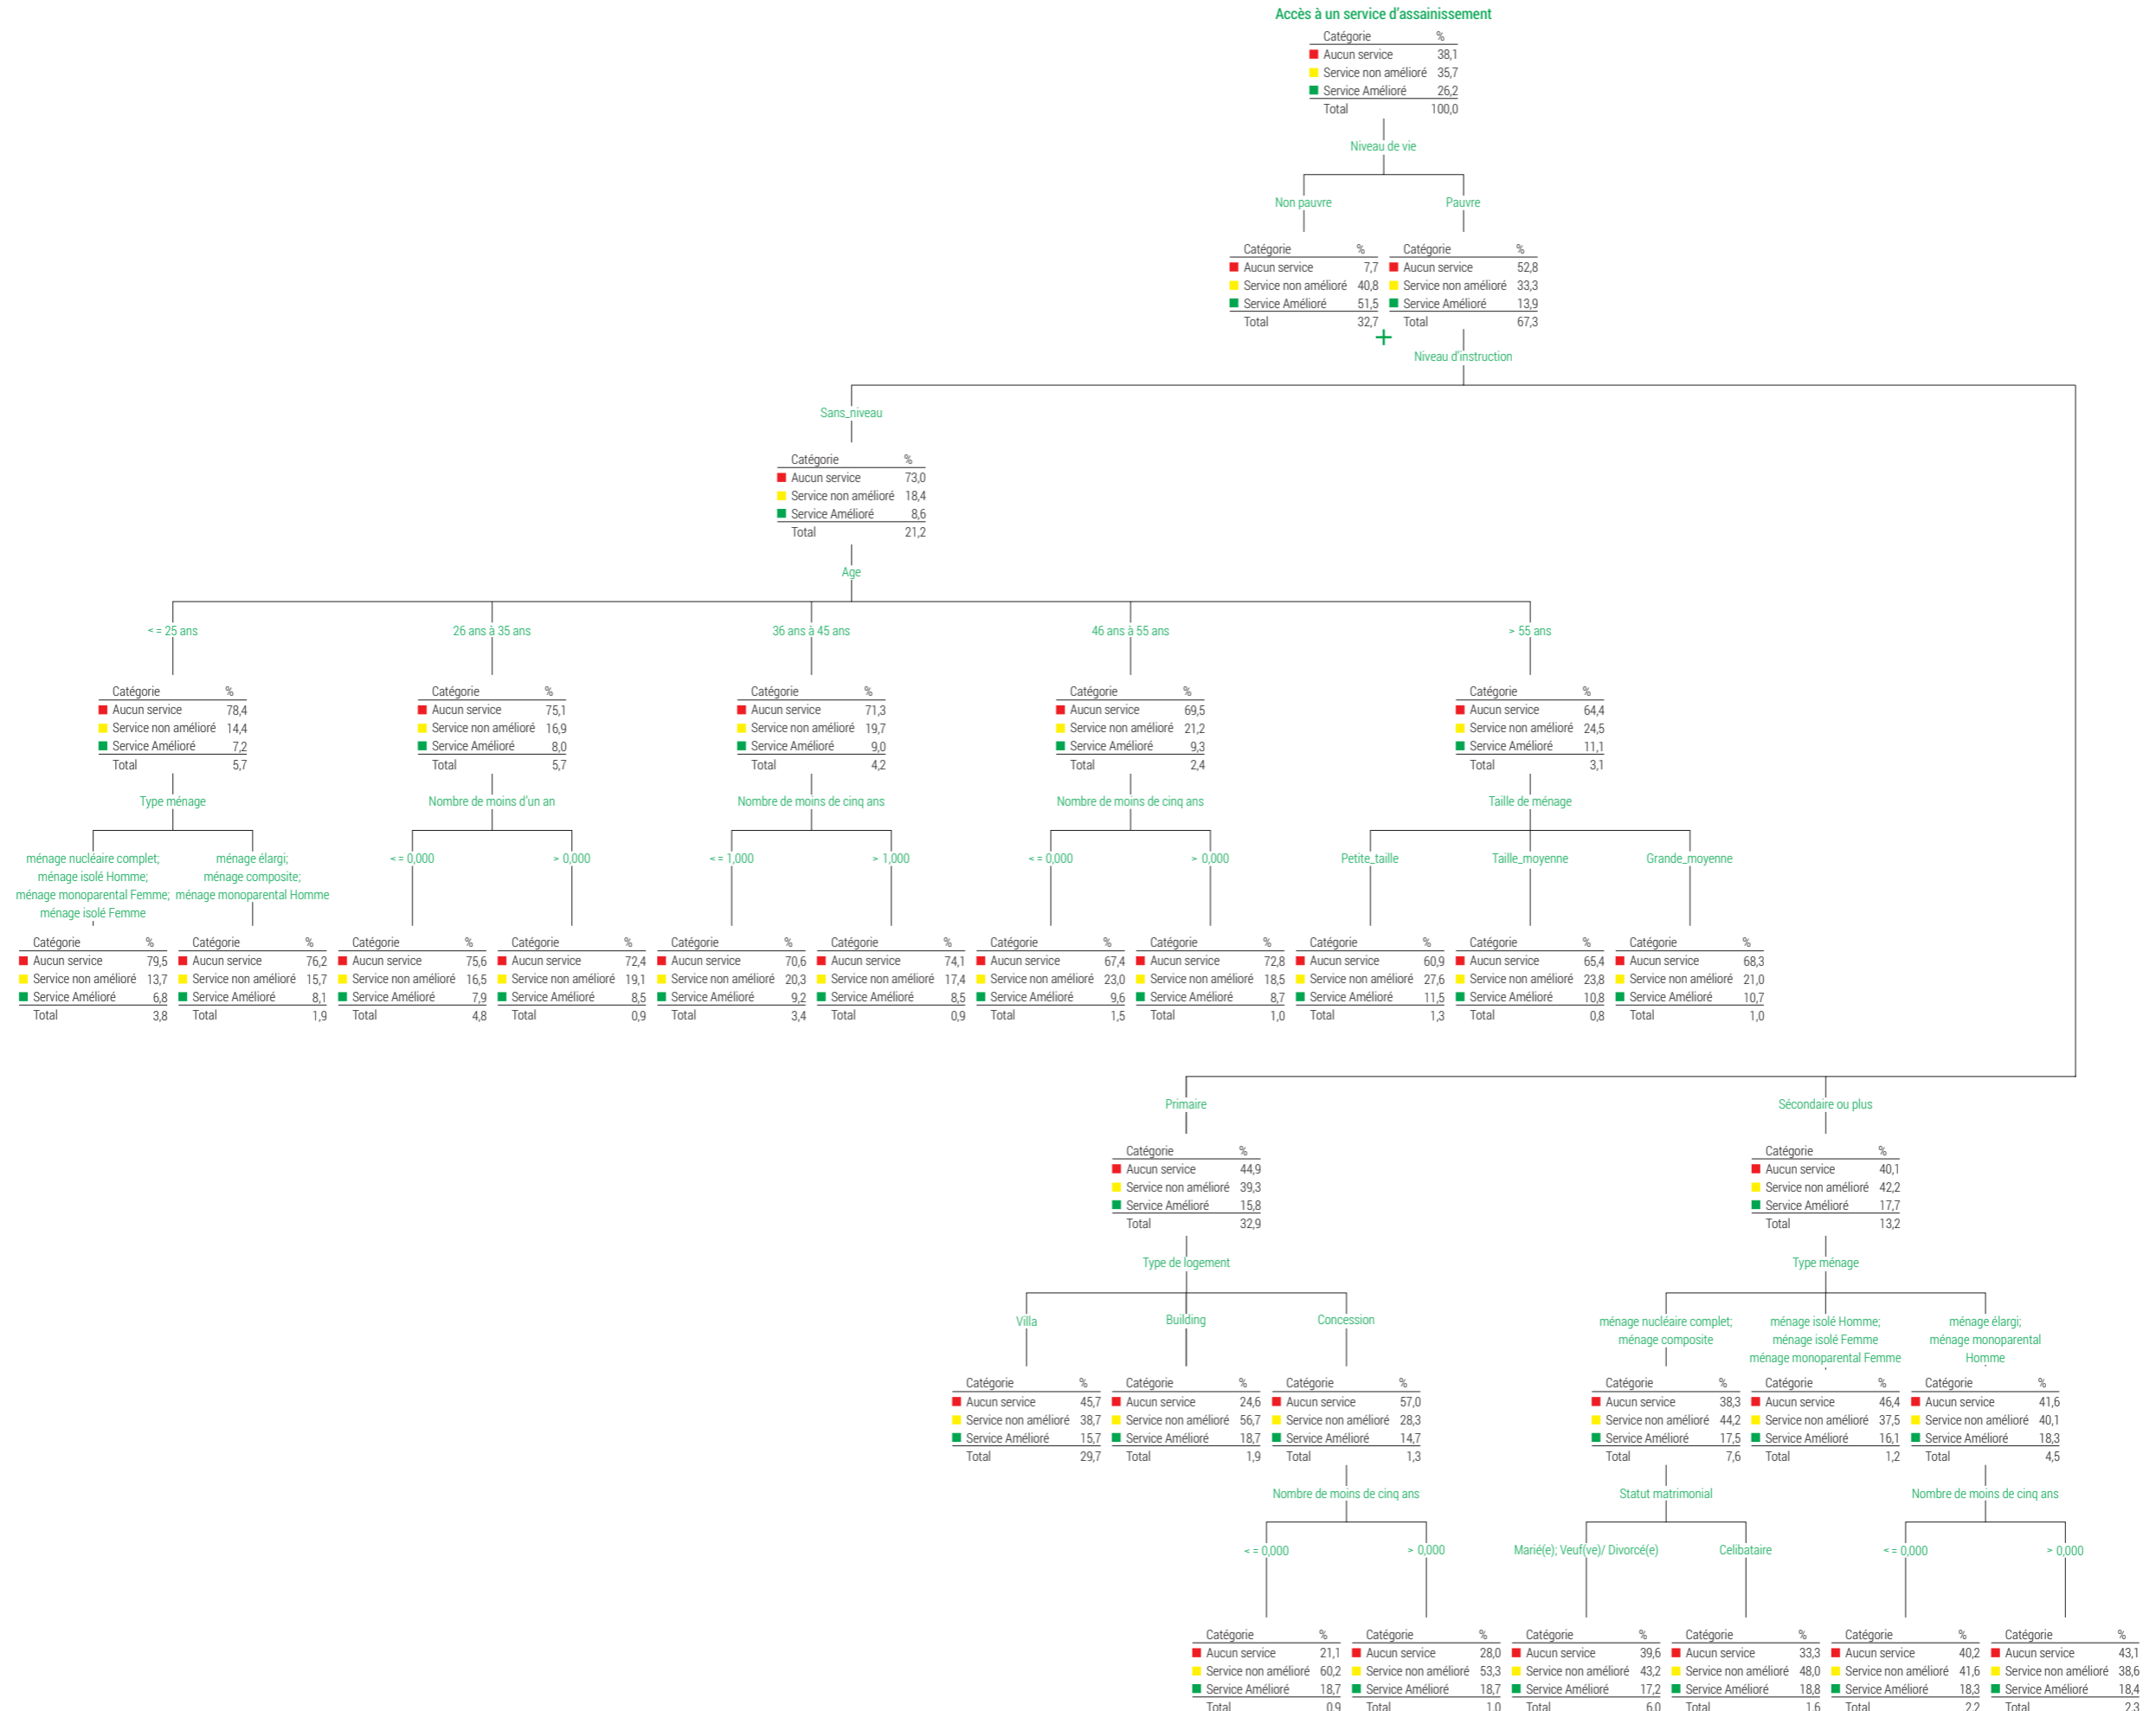 Accès à un service d'assainissement
Catégorie %
Aucun service 38,1
Service non amélioré 35,7
Service Amélioré 26,2
Total 100,0
Niveau de vie
Non pauvre
Catégorie %
Aucun service 7,7
Service non amélioré 40,8
Service Amélioré 51,5
Total 32,7
+
Pauvre
Catégorie %
Aucun service 52,8
Service non amélioré 33,3
Service Amélioré 13,9
Total 67,3
Niveau d'instruction
Sans_niveau
Catégorie %
Aucun service 73,0
Service non amélioré 18,4
Service Amélioré 8,6
Total 21,2
Age
< = 25 ans
Catégorie %
Aucun service 78,4
Service non amélioré 14,4
Service Amélioré 7,2
Total 5,7
Type ménage
26 ans à 35 ans
Catégorie %
Aucun service 75,1
Service non amélioré 16,9
Service Amélioré 8,0
Total 5,7
Nombre de moins d'un an
36 ans à 45 ans
Catégorie %
Aucun service 71,3
Service non amélioré 19,7
Service Amélioré 9,0
Total 4,2
Nombre de moins de cinq ans
46 ans à 55 ans
Catégorie %
Aucun service 69,5
Service non amélioré 21,2
Service Amélioré 9,3
Total 2,4
Nombre de moins de cinq ans
> 55 ans
Catégorie %
Aucun service 64,4
Service non amélioré 24,5
Service Amélioré 11,1
Total 3,1
Taille de ménage
ménage nucléaire complet;
ménage isolé Homme;
ménage monoparental Femme;
ménage isolé Femme
Catégorie %
Aucun service 79,5
Service non amélioré 13,7
Service Amélioré 6,8
Total 3,8
ménage élargi;
ménage composite;
ménage monoparental Homme
Catégorie %
Aucun service 76,2
Service non amélioré 15,7
Service Amélioré 8,1
Total 1,9
< = 0,000
Catégorie %
Aucun service 75,6
Service non amélioré 16,5
Service Amélioré 7,9
Total 4,8
> 0,000
Catégorie %
Aucun service 72,4
Service non amélioré 19,1
Service Amélioré 8,5
Total 0,9
< = 1,000
Catégorie %
Aucun service 70,6
Service non amélioré 20,3
Service Amélioré 9,2
Total 3,4
> 1,000
Catégorie %
Aucun service 74,1
Service non amélioré 17,4
Service Amélioré 8,5
Total 0,9
< = 0,000
Catégorie %
Aucun service 67,4
Service non amélioré 23,0
Service Amélioré 9,6
Total 1,5
> 0,000
Catégorie %
Aucun service 72,8
Service non amélioré 18,5
Service Amélioré 8,7
Total 1,0
Petite_taille
Catégorie %
Aucun service 60,9
Service non amélioré 27,6
Service Amélioré 11,5
Total 1,3
Taille_moyenne
Catégorie %
Aucun service 65,4
Service non amélioré 23,8
Service Amélioré 10,8
Total 0,8
Grande_moyenne
Catégorie %
Aucun service 68,3
Service non amélioré 21,0
Service Amélioré 10,7
Total 1,0
Primaire
Catégorie %
Aucun service 44,9
Service non amélioré 39,3
Service Amélioré 15,8
Total 32,9
Type de logement
Sécondaire ou plus
Catégorie %
Aucun service 40,1
Service non amélioré 42,2
Service Amélioré 17,7
Total 13,2
Type ménage
Villa
Catégorie %
Aucun service 45,7
Service non amélioré 38,7
Service Amélioré 15,7
Total 29,7
Building
Catégorie %
Aucun service 24,6
Service non amélioré 56,7
Service Amélioré 18,7
Total 1,9
Concession
Catégorie %
Aucun service 57,0
Service non amélioré 28,3
Service Amélioré 14,7
Total 1,3
Nombre de moins de cinq ans
ménage nucléaire complet;
ménage composite
Catégorie %
Aucun service 38,3
Service non amélioré 44,2
Service Amélioré 17,5
Total 7,6
Statut matrimonial
ménage isolé Homme;
ménage isolé Femme
ménage monoparental Femme
Catégorie %
Aucun service 46,4
Service non amélioré 37,5
Service Amélioré 16,1
Total 1,2
ménage élargi;
ménage monoparental
Homme
Catégorie %
Aucun service 41,6
Service non amélioré 40,1
Service Amélioré 18,3
Total 4,5
Nombre de moins de cinq ans
< = 0,000
Catégorie %
Aucun service 21,1
Service non amélioré 60,2
Service Amélioré 18,7
Total 0,9
> 0,000
Catégorie %
Aucun service 28,0
Service non amélioré 53,3
Service Amélioré 18,7
Total 1,0
Marié(e); Veuf(ve)/ Divorcé(e)
Catégorie %
Aucun service 39,6
Service non amélioré 43,2
Service Amélioré 17,2
Total 6,0
Celibataire
Catégorie %
Aucun service 33,3
Service non amélioré 48,0
Service Amélioré 18,8
Total 1,6
< = 0,000
Catégorie %
Aucun service 40,2
Service non amélioré 41,6
Service Amélioré 18,3
Total 2,2
> 0,000
Catégorie %
Aucun service 43,1
Service non amélioré 38,6
Service Amélioré 18,4
Total 2,3